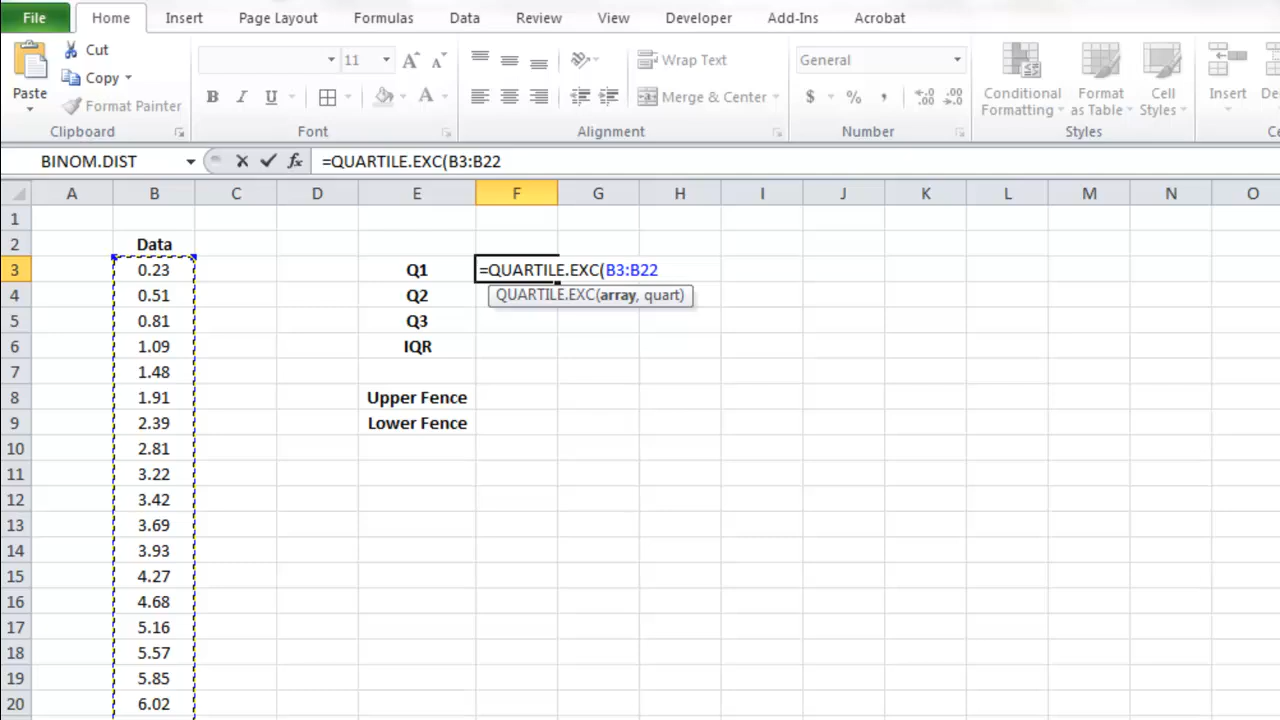 File Home Insert Page Layout Formulas Data Review View Developer Add-Ins Acrobat
Paste
Cut
Copy
Format Painter
Clipboard
11
B I U A
Font
Wrap Text
Merge & Center
Alignment
General
$ % , .00 .0
Number
Conditional Formatting
Format as Table
Cell Styles
Styles
Insert
BINOM.DIST fx =QUARTILE.EXC(B3:B22
A B C D E F G H I J K L M N O
1
2 Data
3 0.23 Q1 =QUARTILE.EXC(B3:B22
4 0.51 Q2 QUARTILE.EXC(array, quart)
5 0.81 Q3
6 1.09 IQR
7 1.48
8 1.91 Upper Fence
9 2.39 Lower Fence
10 2.81
11 3.22
12 3.42
13 3.69
14 3.93
15 4.27
16 4.68
17 5.16
18 5.57
19 5.85
20 6.02